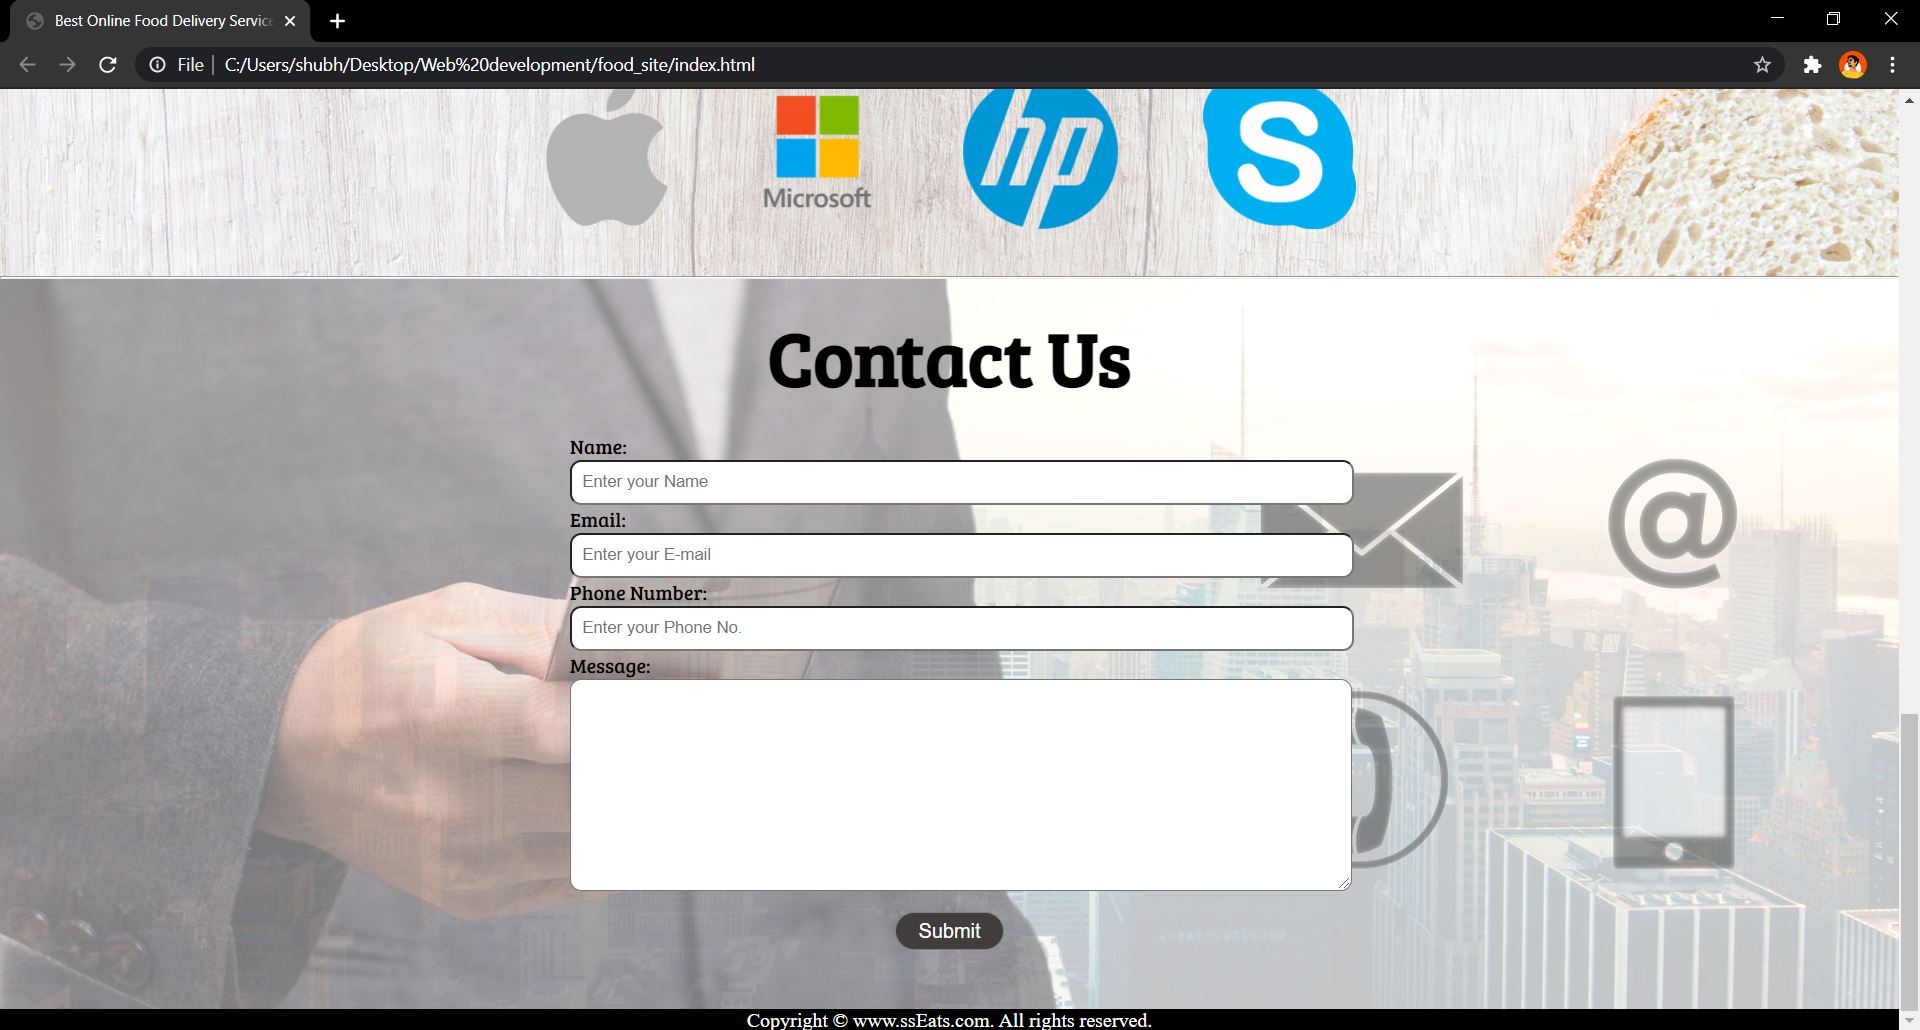 Best Online Food Delivery Service
File
C:/Users/shubh/Desktop/Web%20development/food_site/index.html
Microsoft
hp
S
Contact Us
Name:
Enter your Name
Email:
Enter your E-mail
@
Phone Number:
Enter your Phone No.
Message:
Submit
Copyright © www.ssEats.com. All rights reserved.